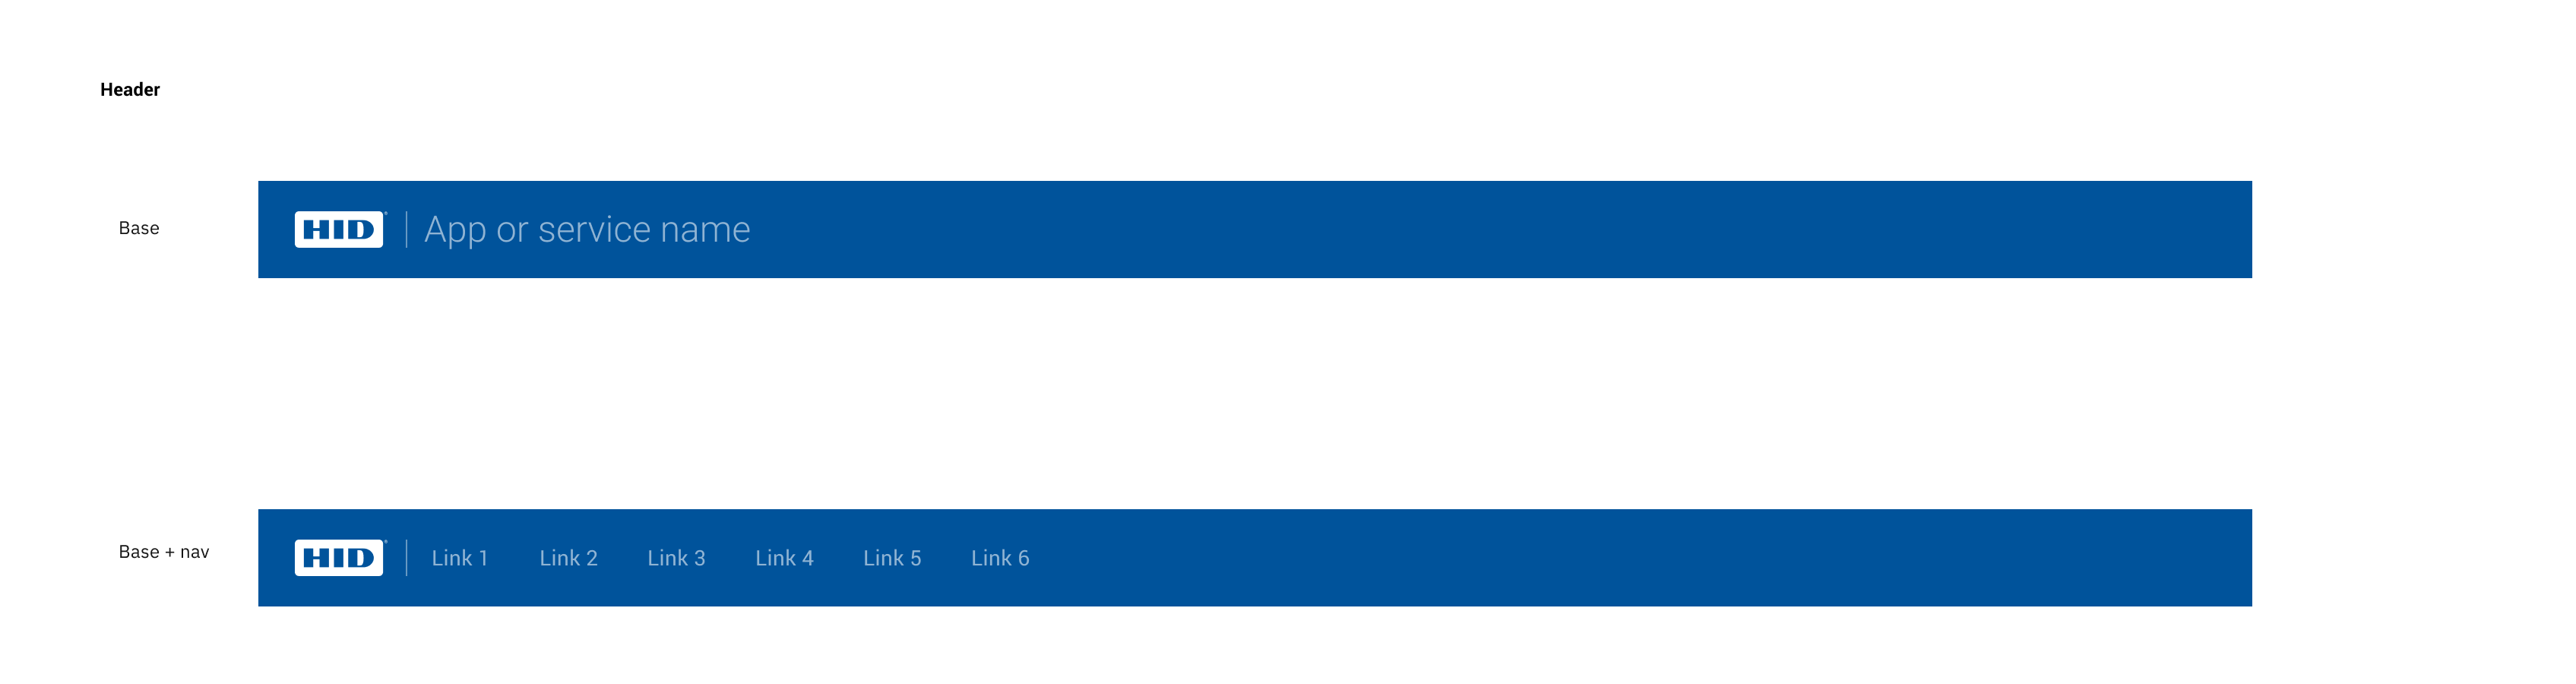 Header
Base
HID® App or service name
Base + nav
HID® Link 1 Link 2 Link 3 Link 4 Link 5 Link 6